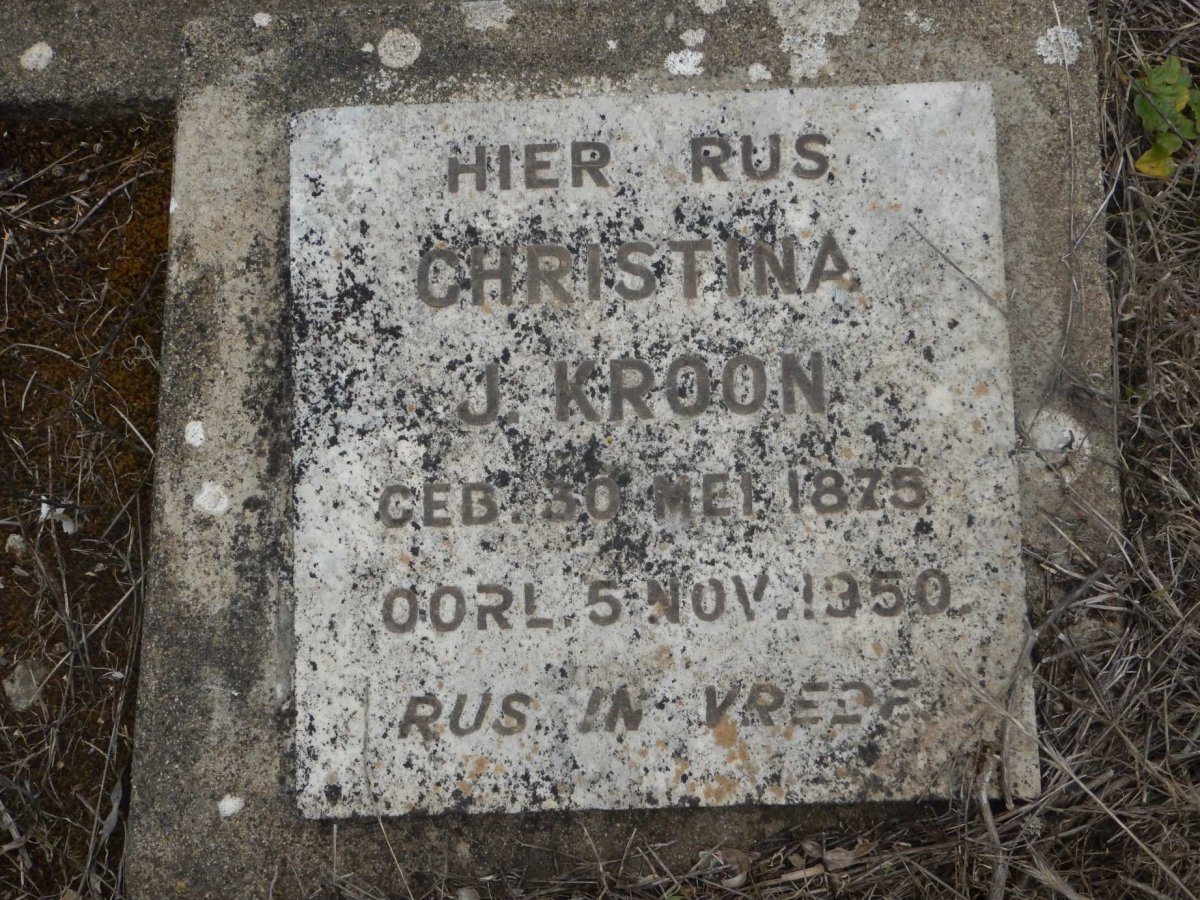 HIER RUS
CHRISTINA
J. KROON
GEB. 30 MEI 1875
OORL. 5 NOV. 1950.
RUS IN VREDE.